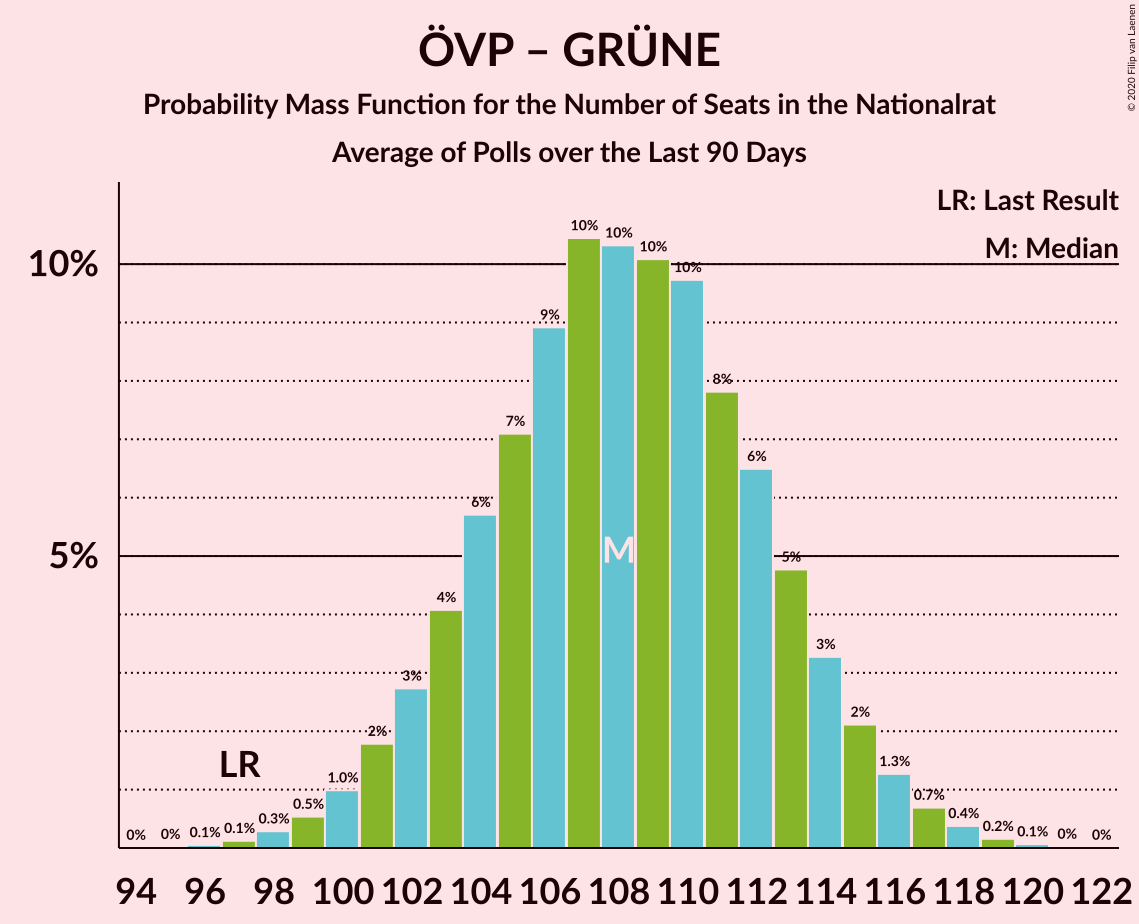 ÖVP – GRÜNE
Probability Mass Function for the Number of Seats in the Nationalrat
Average of Polls over the Last 90 Days
© 2020 Filip van Laenen
LR: Last Result
M: Median
10%
5%
0% 0% 0.1% 0.1% 0.3% 0.5% 1.0% 2% 3% 4% 6% 7% 9% 10% 10% 10% 10% 8% 6% 5% 3% 2% 1.3% 0.7% 0.4% 0.2% 0.1% 0% 0%
LR
M
94 96 98 100 102 104 106 108 110 112 114 116 118 120 122